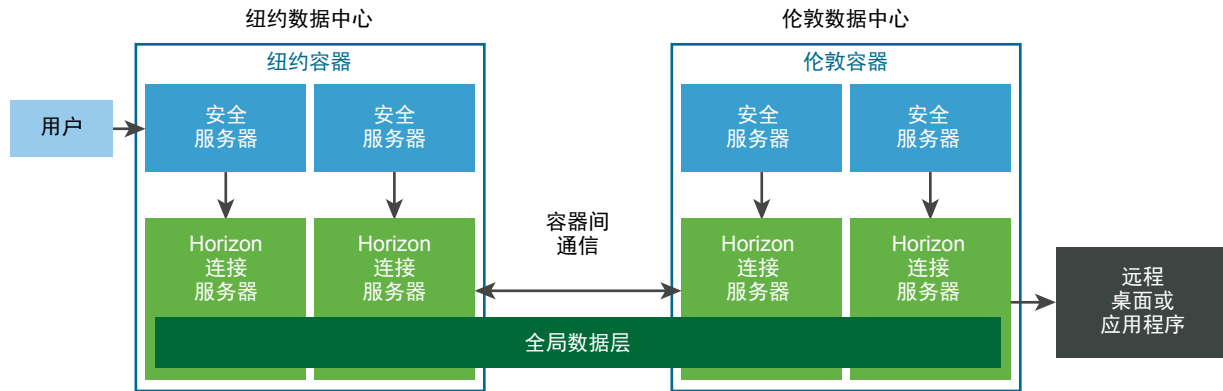 纽约数据中心
伦敦数据中心
纽约容器
伦敦容器
用户
安全
服务器
安全
服务器
安全
服务器
安全
服务器
容器间
通信
Horizon
连接
服务器
Horizon
连接
服务器
Horizon
连接
服务器
Horizon
连接
服务器
远程
桌面或
应用程序
全局数据层